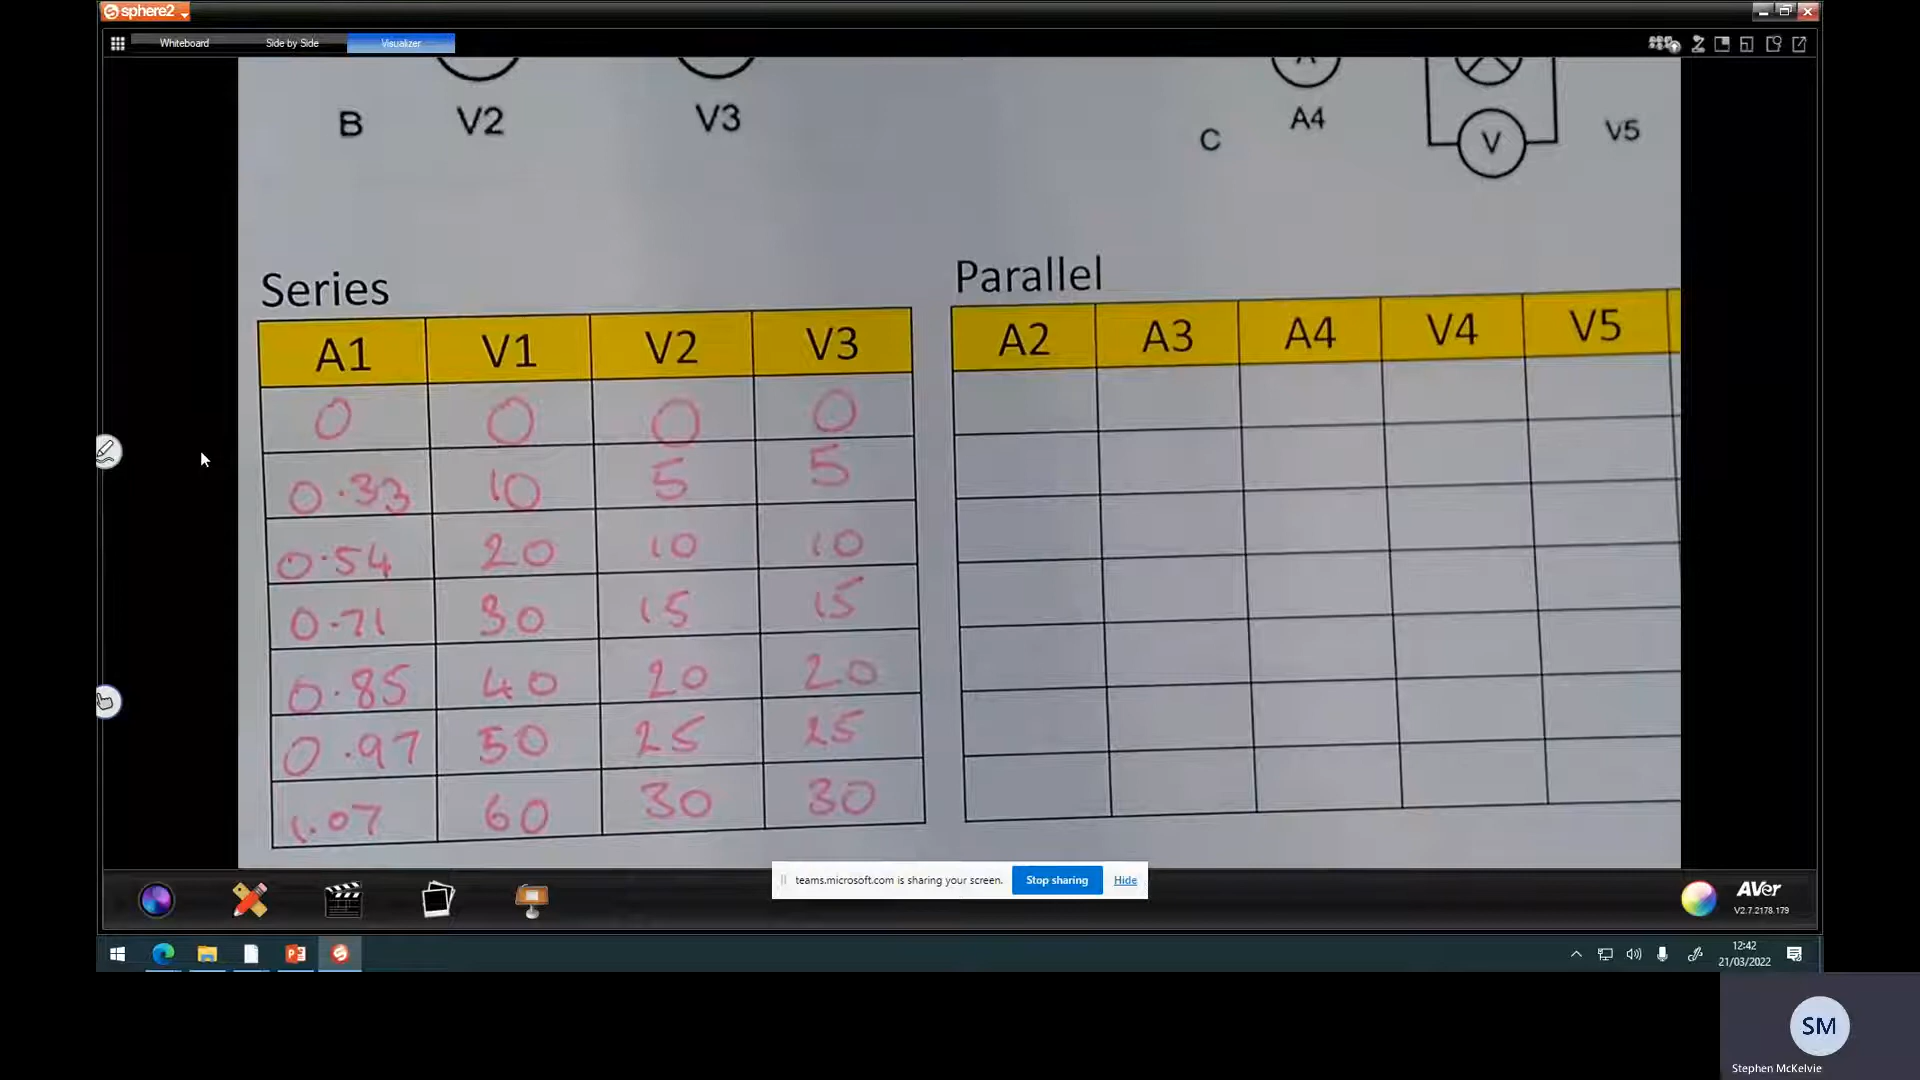 sphere2
Whiteboard Side by Side Visualizer
A
B V2 V3
C A4 V V5
Series
A1 V1 V2 V3
0 0 0 0
0.33 10 5 5
0.54 20 10 10
0.71 30 15 15
0.85 40 20 20
0.97 50 25 25
1.07 60 30 30
Parallel
A2 A3 A4 V4 V5
teams.microsoft.com is sharing your screen. Stop sharing Hide
AVer
V2.7.2178.179
12:42
21/03/2022
SM
Stephen McKelvie